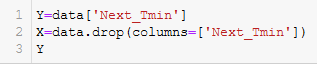 1 Y=data['Next_Tmin']
2 X=data.drop(columns=['Next_Tmin'])
3 Y